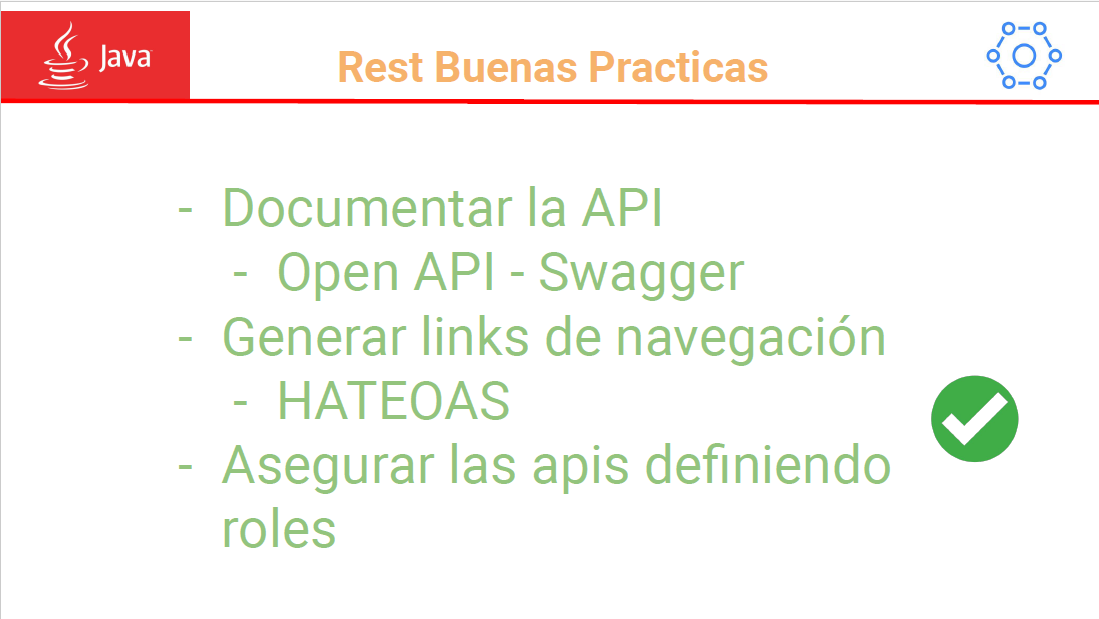 Java
Rest Buenas Practicas
- Documentar la API
- Open API - Swagger
- Generar links de navegación
- HATEOAS
- Asegurar las apis definiendo
roles